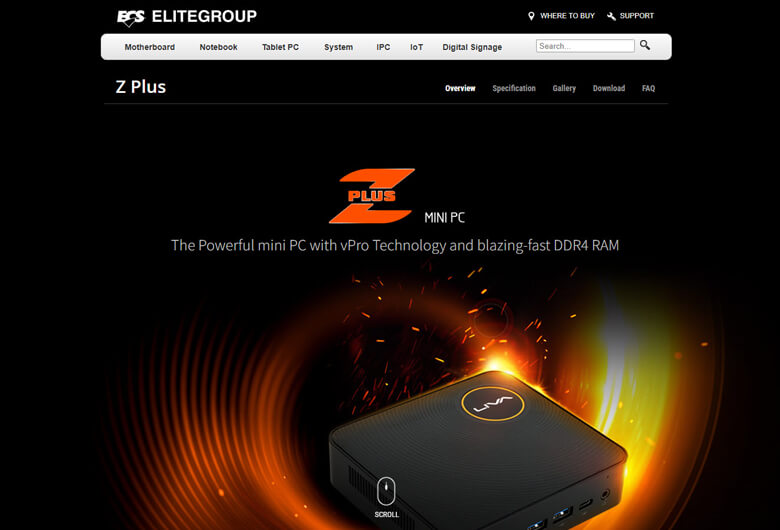 ECS ELITEGROUP
WHERE TO BUY SUPPORT
Motherboard Notebook Tablet PC System IPC IoT Digital Signage Search...
Z Plus
Overview Specification Gallery Download FAQ
Z PLUS MINI PC
The Powerful mini PC with vPro Technology and blazing-fast DDR4 RAM
LIVA
SCROLL